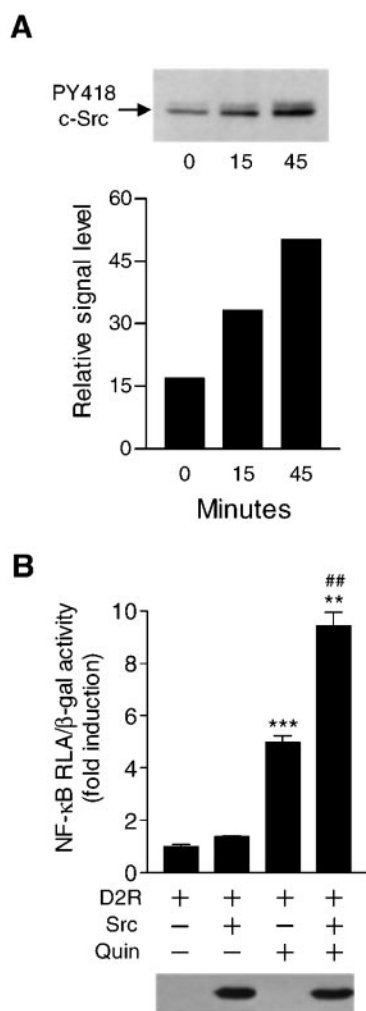 A
PY418
c-Src
0 15 45
Relative signal level
60
45
30
15
0
0 15 45
Minutes
B
NF-κB RLA/β-gal activity
(fold induction)
10
8
6
4
2
0
***
##
**
D2R + + + +
Src – + – +
Quin – – + +